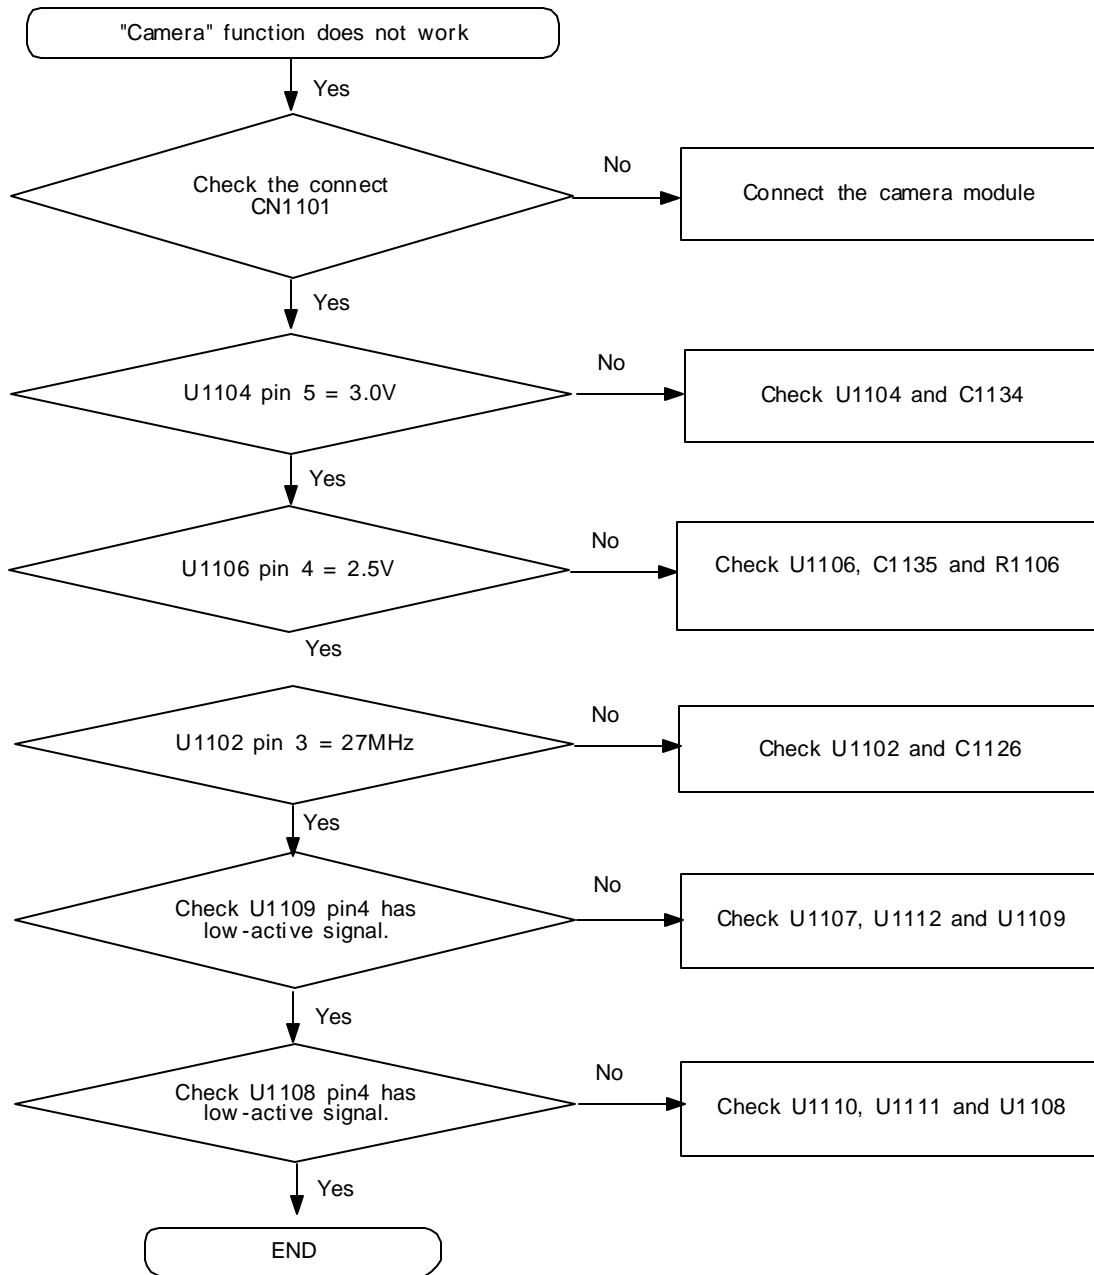 "Camera" function does not work
Yes
Check the connect
CN1101
No
Connect the camera module
Yes
U1104 pin 5 = 3.0V
No
Check U1104 and C1134
Yes
U1106 pin 4 = 2.5V
No
Check U1106, C1135 and R1106
Yes
U1102 pin 3 = 27MHz
No
Check U1102 and C1126
Yes
Check U1109 pin4 has
low-active signal.
No
Check U1107, U1112 and U1109
Yes
Check U1108 pin4 has
low-active signal.
No
Check U1110, U1111 and U1108
Yes
END